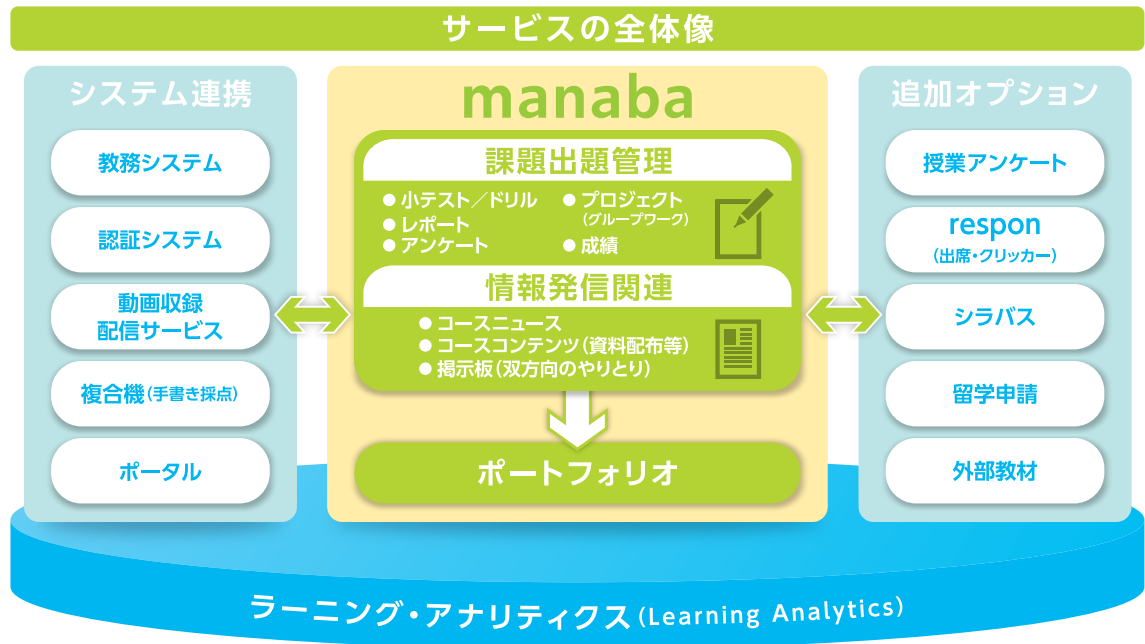 サービスの全体像
システム連携
教務システム
認証システム
動画収録
配信サービス
複合機(手書き採点)
ポータル
manaba
課題出題管理
● 小テスト／ドリル
● レポート
● アンケート
● プロジェクト
(グループワーク)
● 成績
情報発信関連
● コースニュース
● コースコンテンツ(資料配布等)
● 掲示板(双方向のやりとり)
ポートフォリオ
追加オプション
授業アンケート
respon
(出席・クリッカー)
シラバス
留学申請
外部教材
ラーニング・アナリティクス(Learning Analytics)